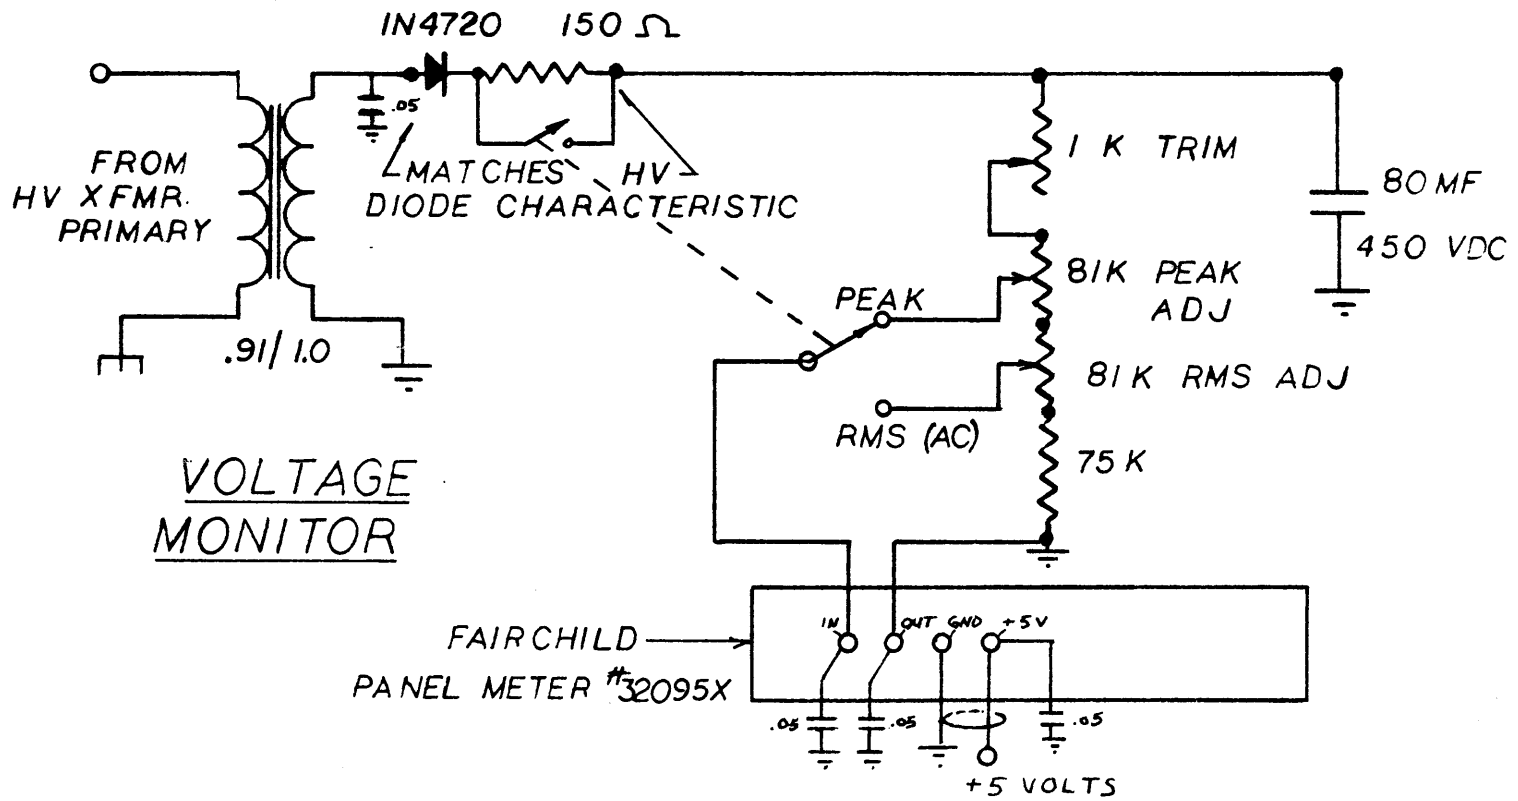 IN4720
150 Ω
.05
FROM
HV XFMR.
PRIMARY
MATCHES HV
DIODE CHARACTERISTIC
1 K TRIM
80 MF
450 VDC
81K PEAK
ADJ
PEAK
.91/1.0
81K RMS ADJ
RMS (AC)
75 K
VOLTAGE
MONITOR
IN
OUT
GND
+5V
FAIRCHILD
PANEL METER #32095X
.05
.05
.05
+5 VOLTS